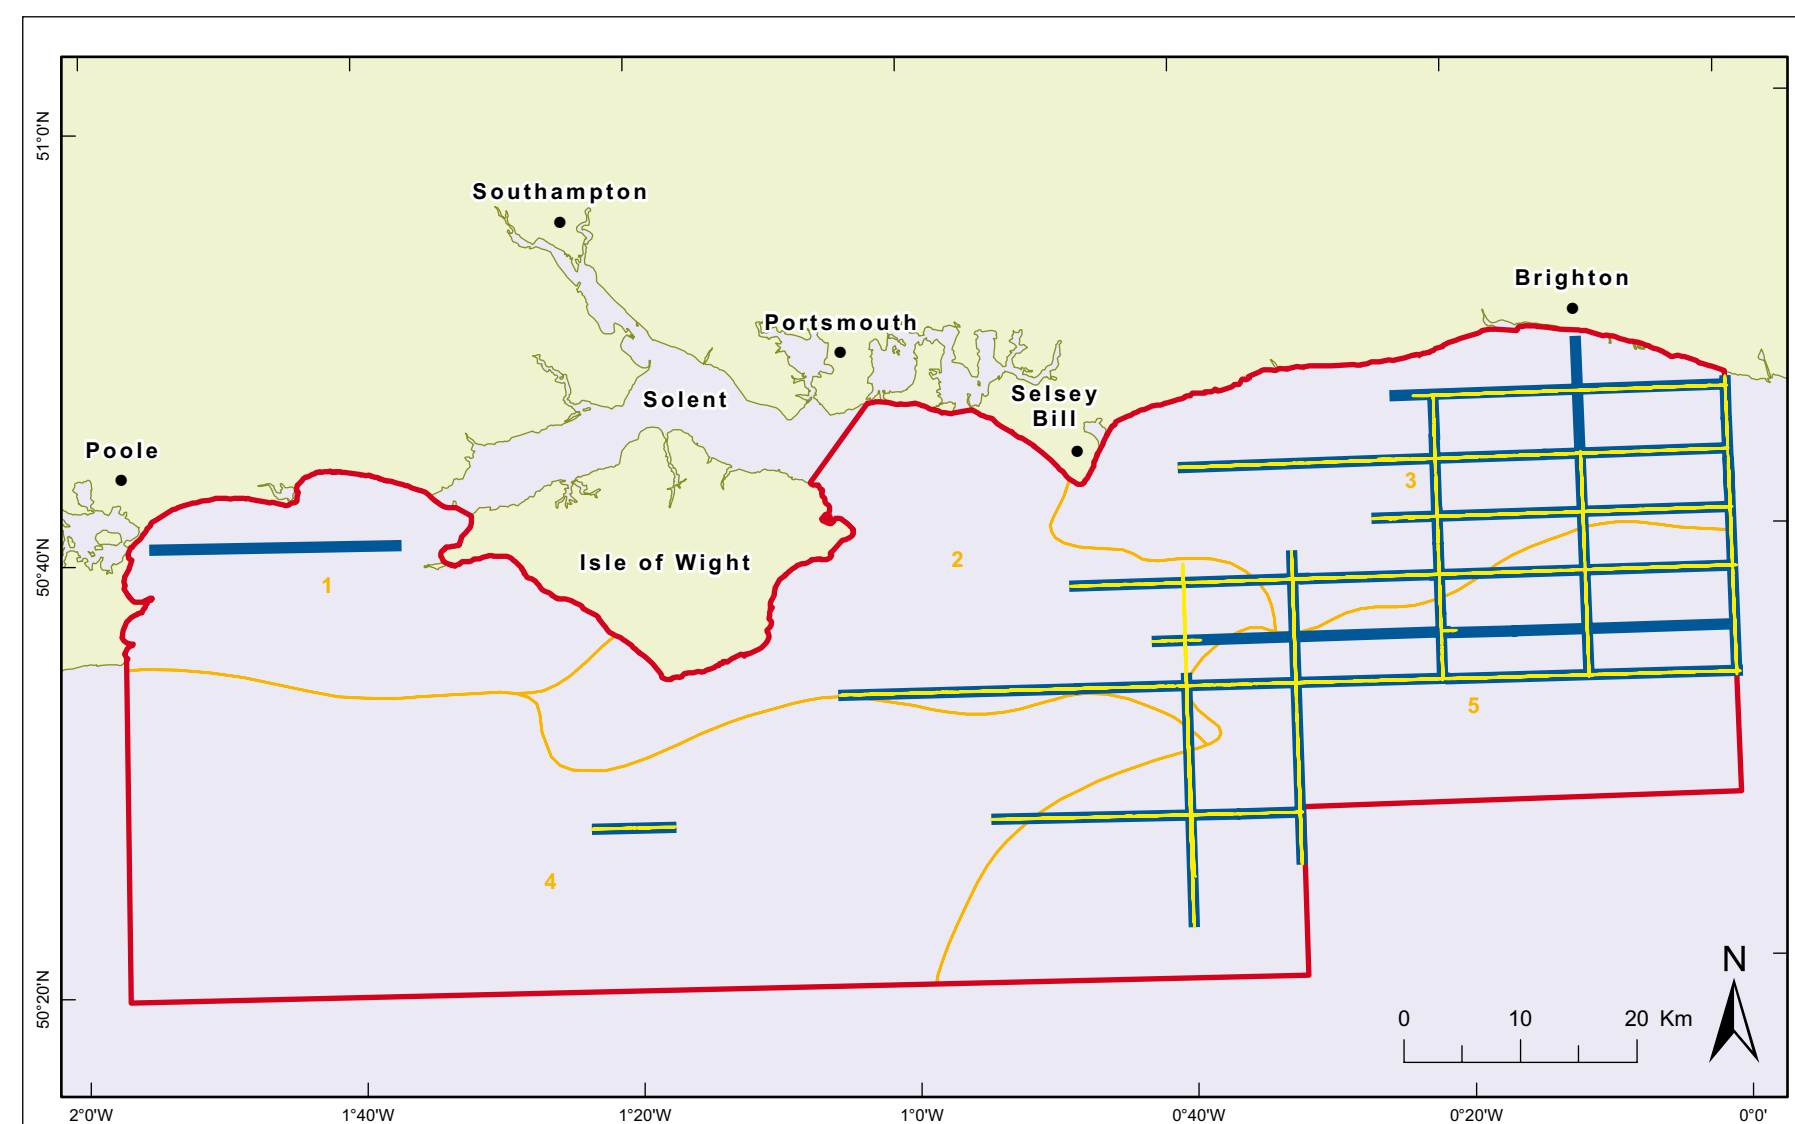 51°0'N
Southampton
Brighton
Portsmouth
Selsey
Bill
Solent
Poole
50°40'N
Isle of Wight
1
2
3
4
5
50°20'N
N
0 10 20 Km
2°0'W 1°40'W 1°20'W 1°0'W 0°40'W 0°20'W 0°0'